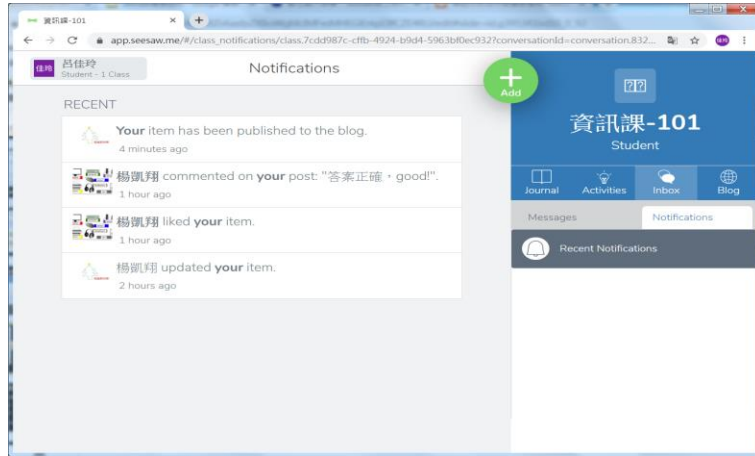 資訊課-101
app.seesaw.me/#/class_notifications/class.7cdd987c-cffb-4924-b9d4-5963bf0ec932?conversationId=conversation.832...
佳玲
呂佳玲
Student - 1 Class
Notifications
Add
RECENT
Your item has been published to the blog.
4 minutes ago
楊凱翔 commented on your post: "答案正確，good!".
1 hour ago
楊凱翔 liked your item.
1 hour ago
楊凱翔 updated your item.
2 hours ago
資訊課-101
Student
Journal
Activities
Inbox
Blog
Messages
Notifications
Recent Notifications